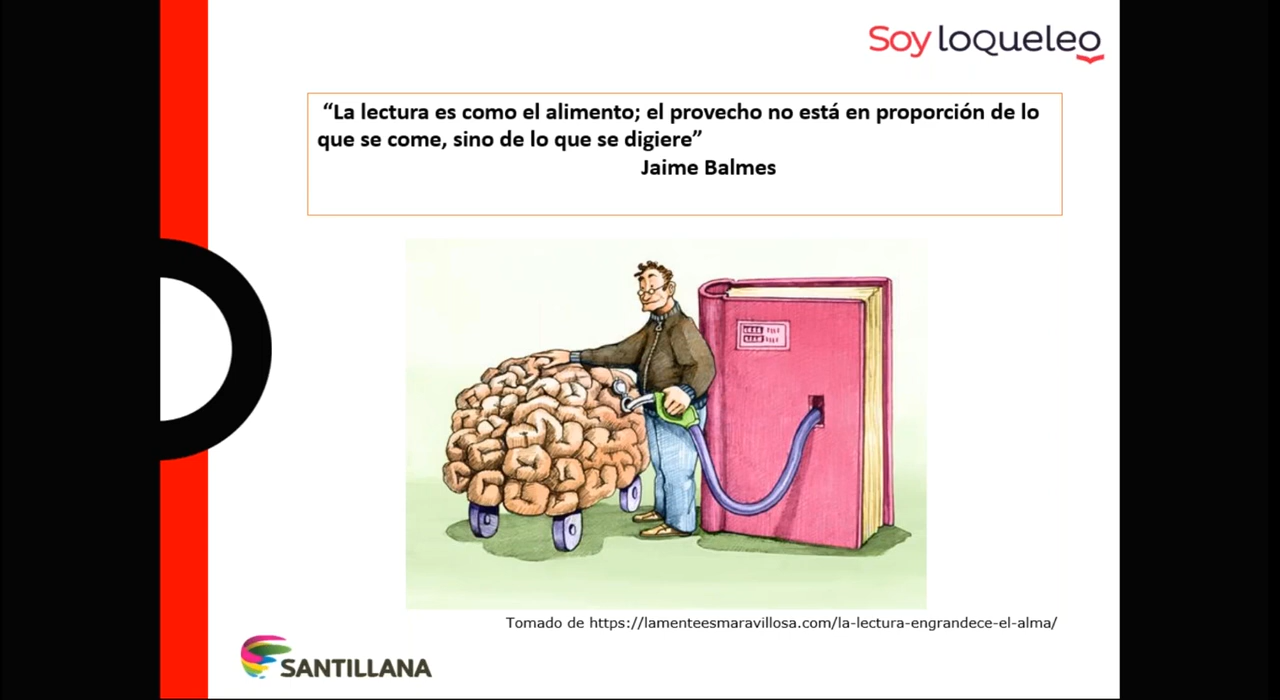 Soy loqueleo
“La lectura es como el alimento; el provecho no está en proporción de lo
que se come, sino de lo que se digiere”
Jaime Balmes
Tomado de https://lamenteesmaravillosa.com/la-lectura-engrandece-el-alma/
SANTILLANA